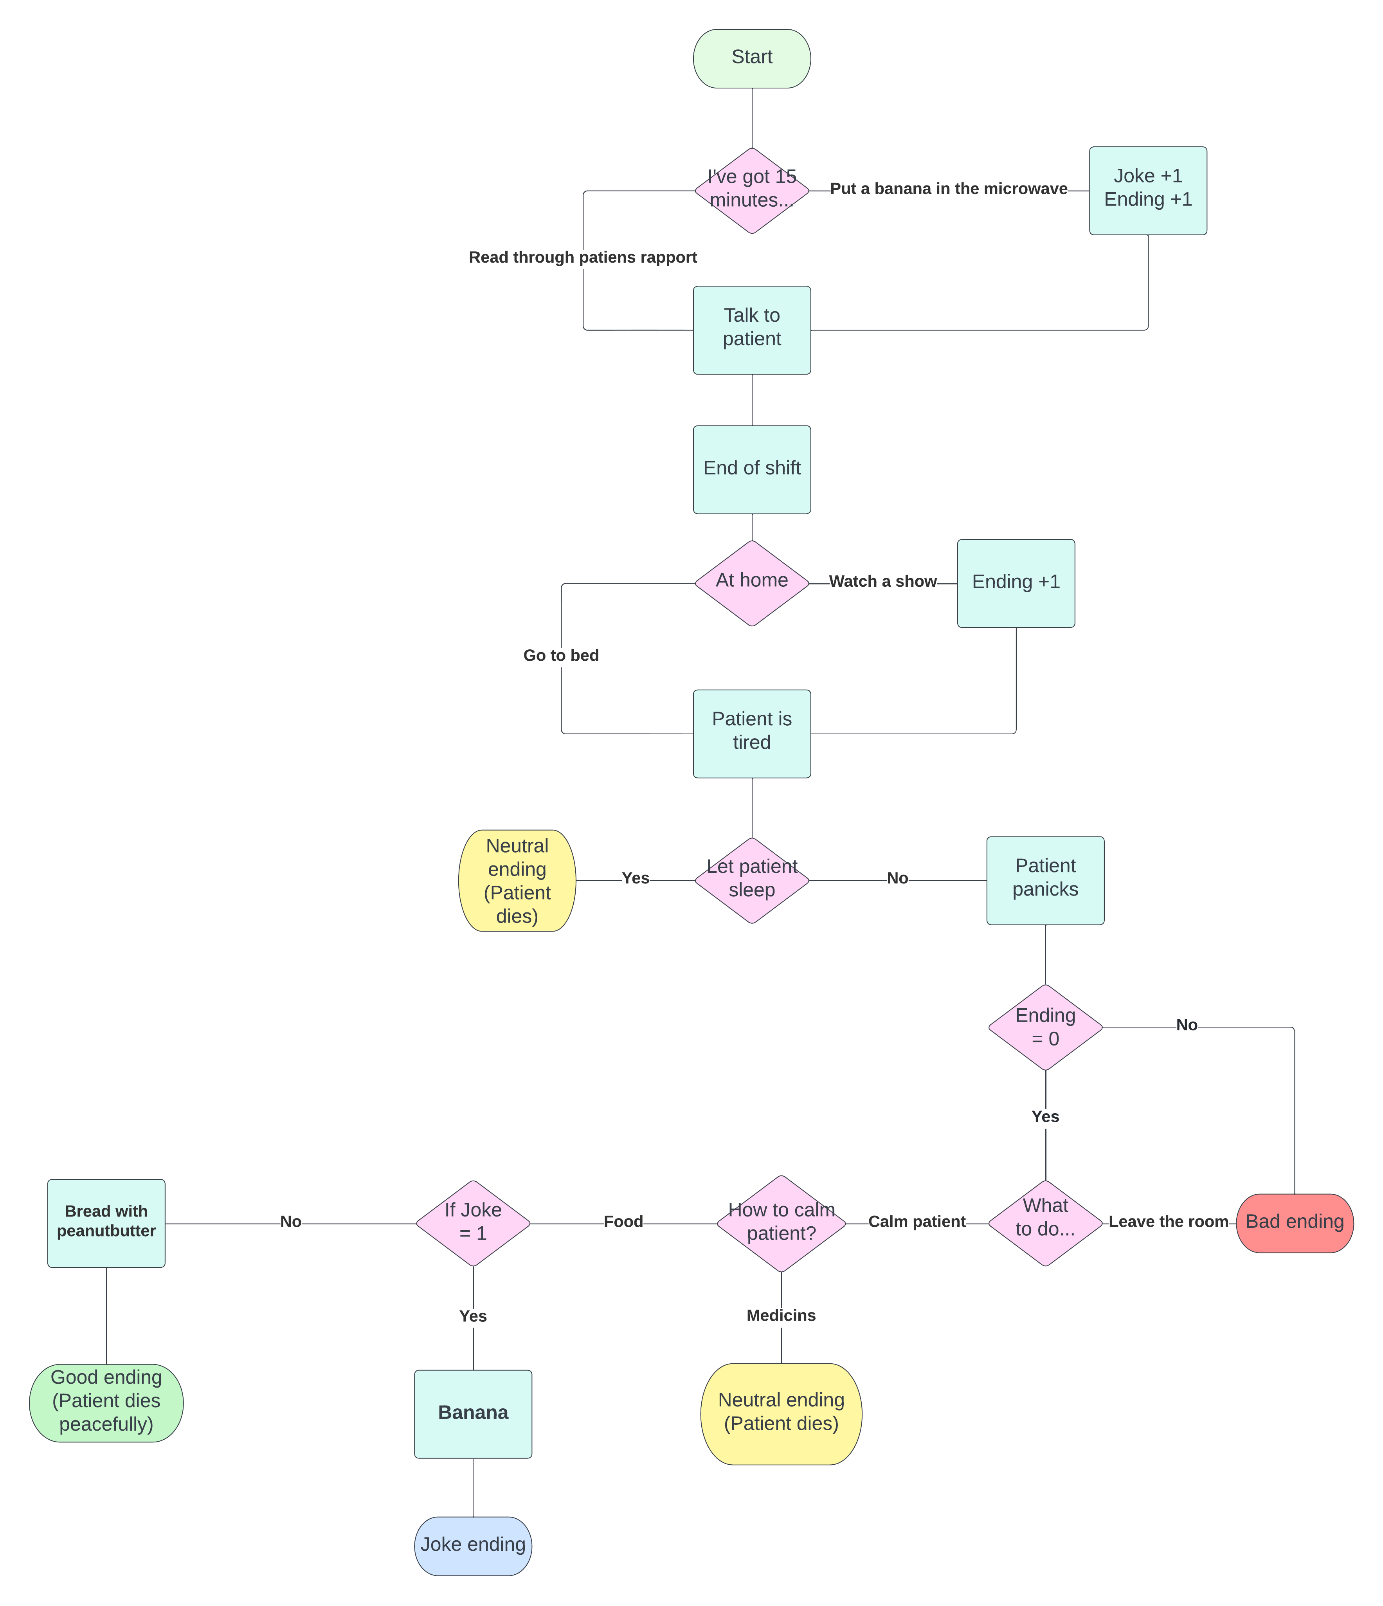 Start
I've got 15
minutes...
Put a banana in the microwave
Joke +1
Ending +1
Read through patiens rapport
Talk to
patient
End of shift
At home
Watch a show
Ending +1
Go to bed
Patient is
tired
Neutral
ending
(Patient
dies)
Yes
Let patient
sleep
No
Patient
panicks
Ending
= 0
No
Yes
Bread with
peanutbutter
No
If Joke
= 1
Food
How to calm
patient?
Calm patient
What
to do...
Leave the room
Bad ending
Yes
Medicins
Good ending
(Patient dies
peacefully)
Banana
Neutral ending
(Patient dies)
Joke ending